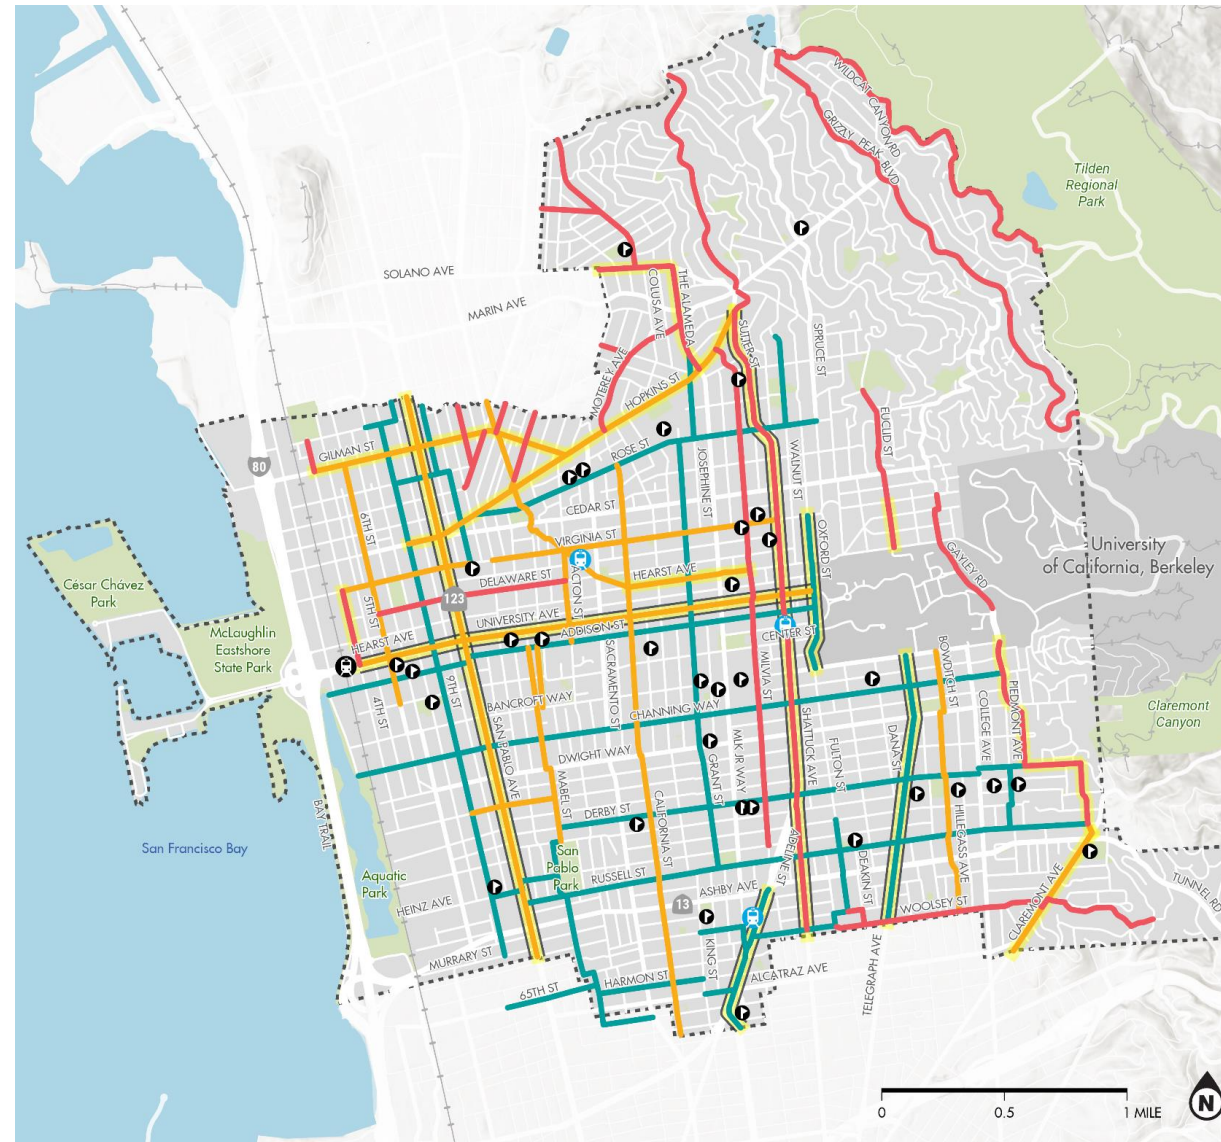 WILDCAT CANYON RD
GRIZZLY PEAK BLVD
Tilden
Regional
Park
SOLANO AVE
MARIN AVE
COLUSA AVE
THE ALAMEDA
SUTTER ST
SPRUCE ST
MOTEREY AVE
HOPKINS ST
EUCLID ST
GILMAN ST
80
ROSE ST
JOSEPHINE ST
WALNUT ST
CEDAR ST
6TH ST
VIRGINIA ST
OXFORD ST
GAYLEY RD
University
of California, Berkeley
César Chávez
Park
DELAWARE ST
ACTON ST
HEARST AVE
123
5TH ST
UNIVERSITY AVE
ADDISON ST
CENTER ST
McLaughlin
Eastshore
State Park
HEARST AVE
SACRAMENTO ST
MILVIA ST
BOWDITCH ST
4TH ST
9TH ST
BANCROFT WAY
CHANNING WAY
COLLEGE AVE
PIEDMONT AVE
Claremont
Canyon
SAN PABLO AVE
DWIGHT WAY
MLK JR WAY
SHATTUCK AVE
FULTON ST
DANA ST
MABEL ST
GRANT ST
BAY TRAIL
DERBY ST
CALIFORNIA ST
HILLEGASS AVE
San Francisco Bay
San
Pablo
Park
ADELINE ST
DEAKIN ST
Aquatic
Park
RUSSELL ST
ASHBY AVE
HEINZ AVE
13
WOOLSEY ST
CLAREMONT AVE
TUNNEL RD
MURRARY ST
KING ST
65TH ST
HARMON ST
ALCATRAZ AVE
TELEGRAPH AVE
0
0.5
1 MILE
N